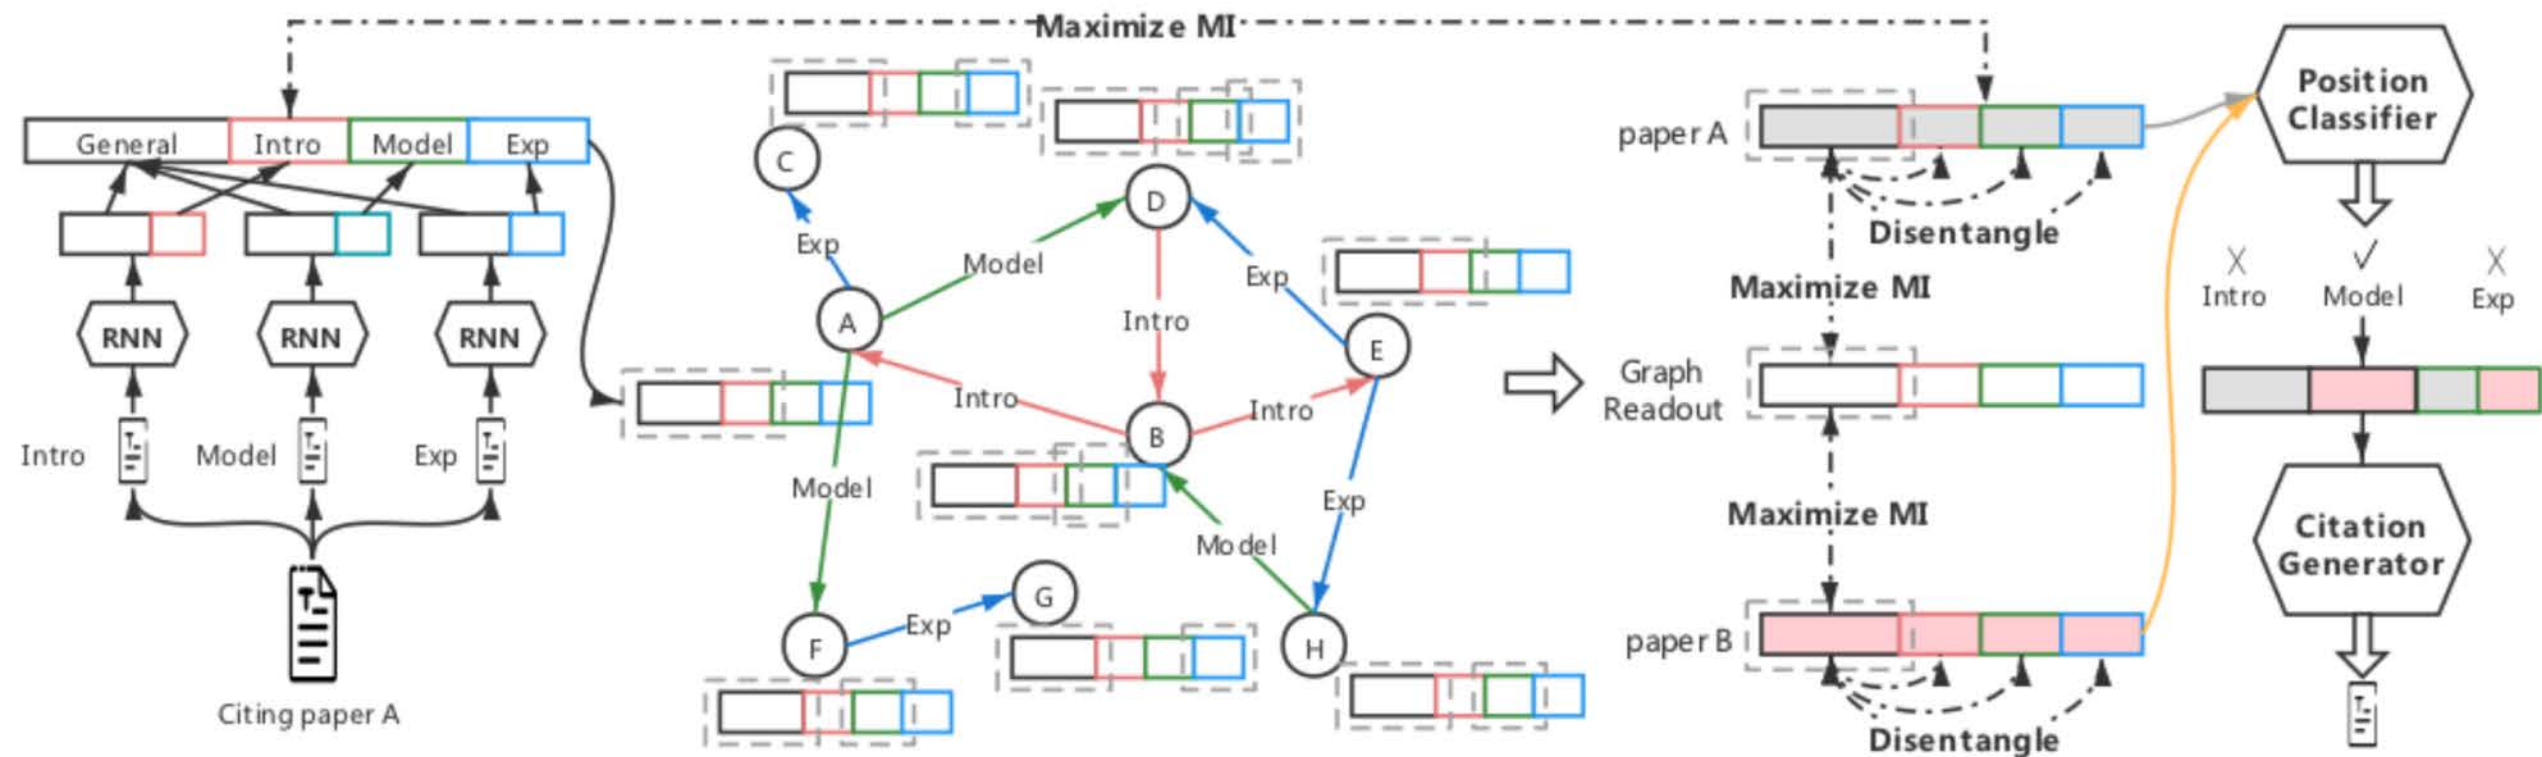 Maximize MI
General Intro Model Exp
RNN RNN RNN
Intro Model Exp
Citing paper A
C
D
Exp
Model
Exp
A
Intro
E
Intro
Intro
B
Model
Exp
Model
G
F
Exp
H
paper A
Disentangle
Maximize MI
Graph
Readout
Maximize MI
paper B
Disentangle
Position
Classifier
X ✓ X
Intro Model Exp
Citation
Generator